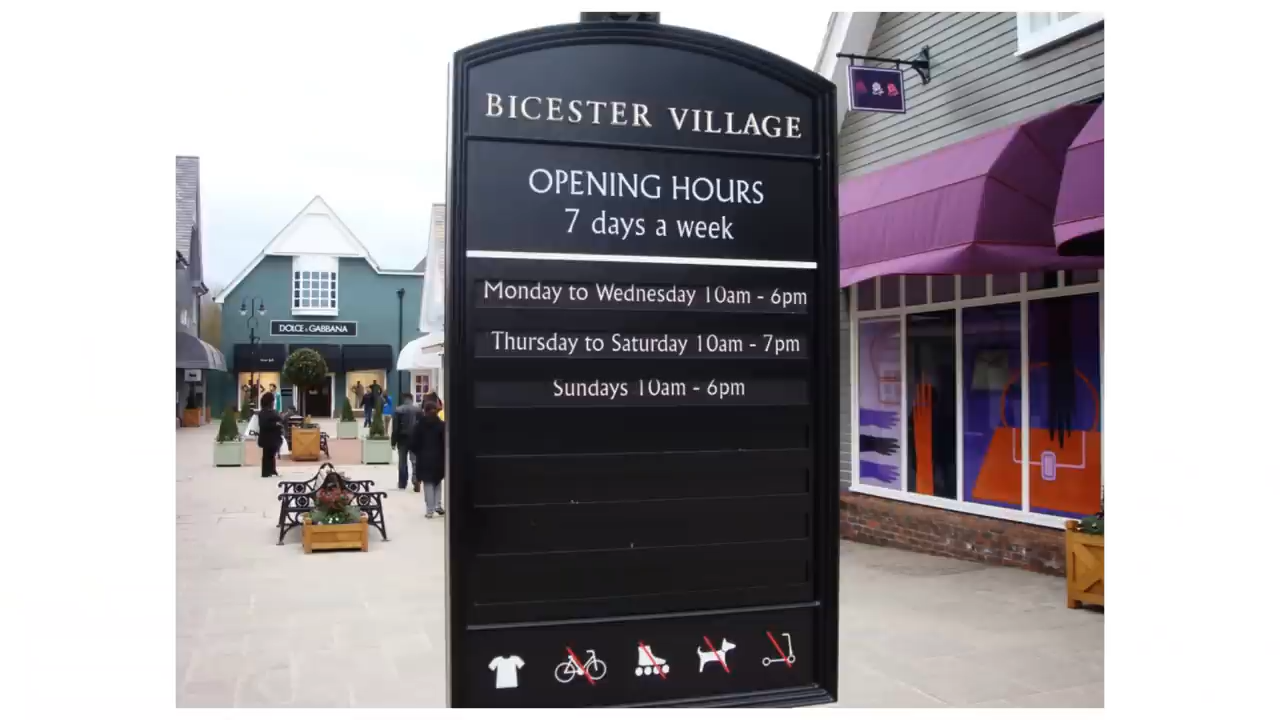 BICESTER VILLAGE
OPENING HOURS
7 days a week
Monday to Wednesday 10am - 6pm
Thursday to Saturday 10am - 7pm
Sundays 10am - 6pm
DOLCE & GABBANA